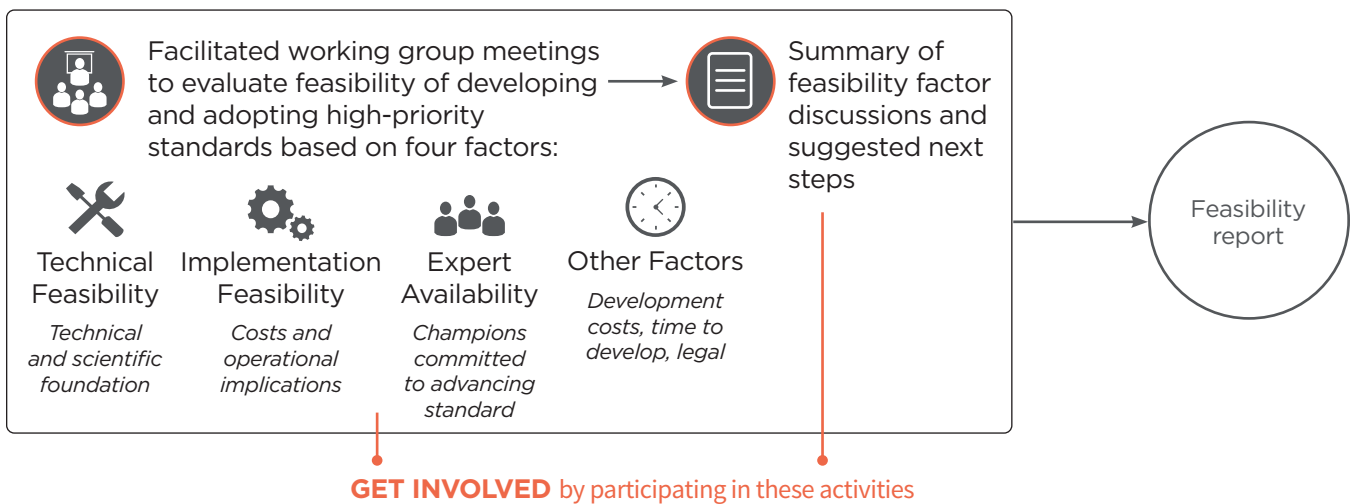 Facilitated working group meetings
to evaluate feasibility of developing
and adopting high-priority
standards based on four factors:
Summary of
feasibility factor
discussions and
suggested next
steps
Technical
Feasibility
Technical
and scientific
foundation
Implementation
Feasibility
Costs and
operational
implications
Expert
Availability
Champions
committed
to advancing
standard
Other Factors
Development
costs, time to
develop, legal
Feasibility
report
GET INVOLVED by participating in these activities